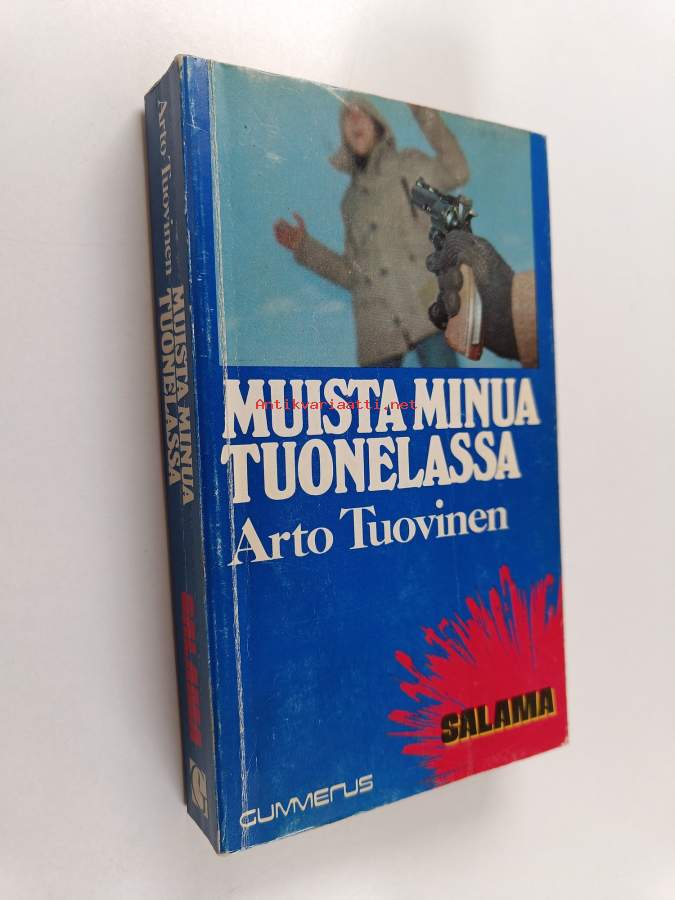 Arto Tuovinen
MUISTA MINUA
TUONELASSA
SALAMA
MUISTA MINUA
TUONELASSA
Antikvariaatti.net
Arto Tuovinen
SALAMA
GUMMERUS